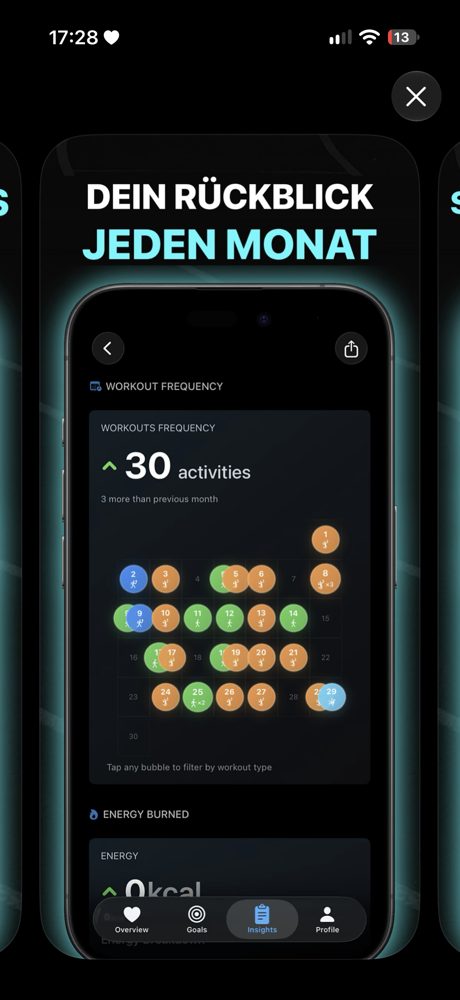 17:28
13
DEIN RÜCKBLICK
JEDEN MONAT
WORKOUT FREQUENCY
WORKOUTS FREQUENCY
30 activities
3 more than previous month
1
2 3 4 5 6 7 8 ×3
9 10 11 12 13 14 15
16 17 18 19 20 21 22
23 24 25 ×2 26 27 28 29
30
Tap any bubble to filter by workout type
ENERGY BURNED
ENERGY
0kcal
Overview Goals Insights Profile